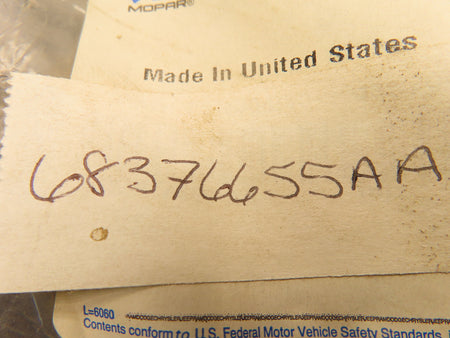 MOPAR®
Made In United States
68376655AA
L=6060
Contents conform to U.S. Federal Motor Vehicle Safety Standards,